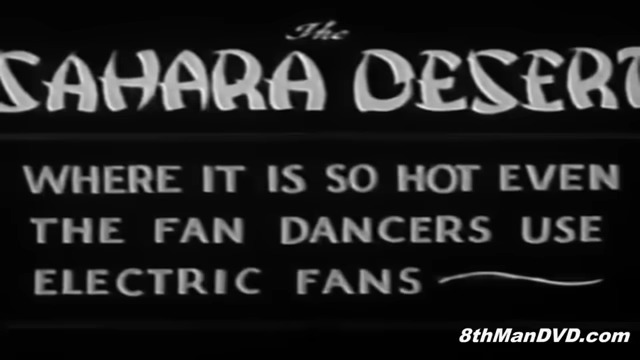 The
SAHARA DESERT
WHERE IT IS SO HOT EVEN
THE FAN DANCERS USE
ELECTRIC FANS
8thManDVD.com